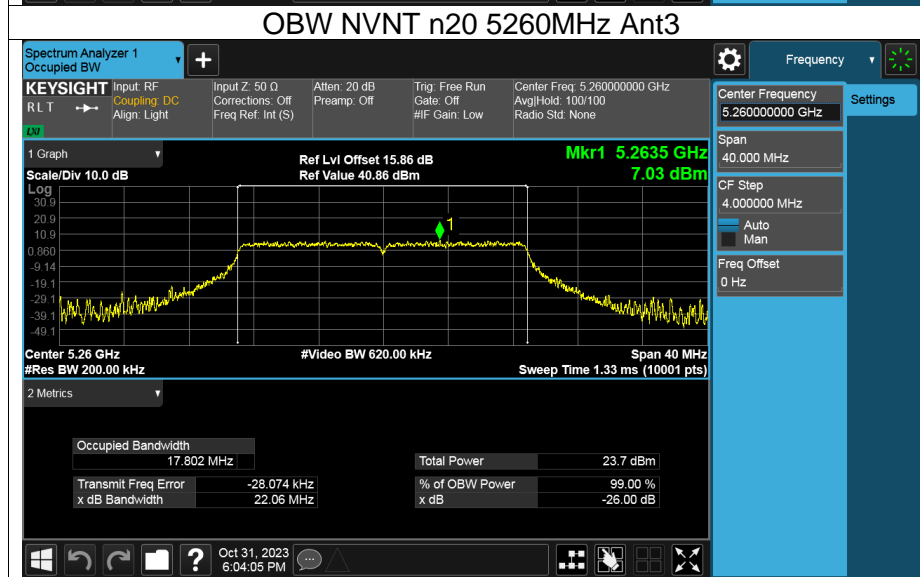 OBW NVNT n20 5260MHz Ant3
Spectrum Analyzer 1
Occupied BW
+
Frequency
KEYSIGHT
Input: RF
Coupling: DC
Align: Light
Input Z: 50 Ω
Corrections: Off
Freq Ref: Int (S)
Atten: 20 dB
Preamp: Off
Trig: Free Run
Gate: Off
#IF Gain: Low
Center Freq: 5.260000000 GHz
Avg|Hold: 100/100
Radio Std: None
R L T
LXI
Center Frequency
5.260000000 GHz
Settings
Span
40.000 MHz
CF Step
4.000000 MHz
Auto
Man
Freq Offset
0 Hz
1 Graph
Scale/Div 10.0 dB
Ref Lvl Offset 15.86 dB
Ref Value 40.86 dBm
Mkr1 5.2635 GHz
7.03 dBm
Log
30.9
20.9
10.9
0.860
-9.14
-19.1
-29.1
-39.1
-49.1
1
Center 5.26 GHz
#Video BW 620.00 kHz
Span 40 MHz
#Res BW 200.00 kHz
Sweep Time 1.33 ms (10001 pts)
2 Metrics
Occupied Bandwidth
17.802 MHz
Total Power 23.7 dBm
Transmit Freq Error -28.074 kHz
% of OBW Power 99.00 %
x dB Bandwidth 22.06 MHz
x dB -26.00 dB
?
Oct 31, 2023
6:04:05 PM